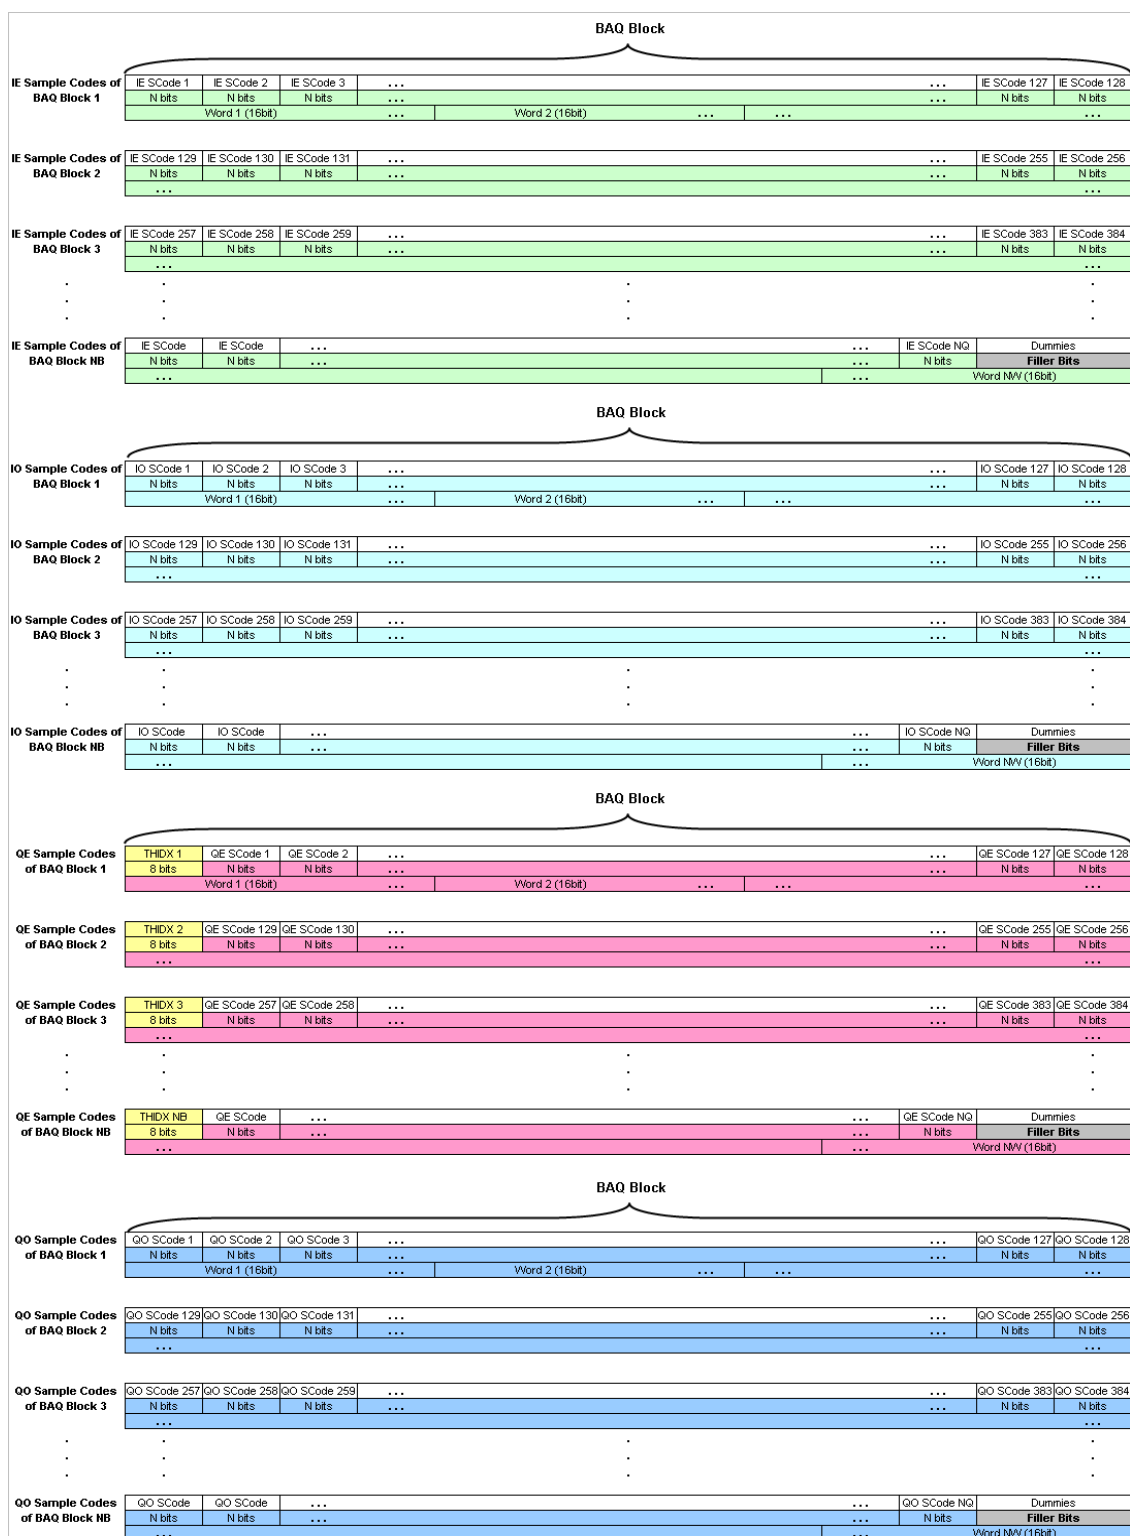 BAQ Block
IE Sample Codes of BAQ Block 1
IE SCode 1 IE SCode 2 IE SCode 3 ... ... IE SCode 127 IE SCode 128
N bits N bits N bits ... ... N bits N bits
Word 1 (16bit) ... Word 2 (16bit) ... ... ...
IE Sample Codes of BAQ Block 2
IE SCode 129 IE SCode 130 IE SCode 131 ... ... IE SCode 255 IE SCode 256
N bits N bits N bits ... ... N bits N bits
... ...
IE Sample Codes of BAQ Block 3
IE SCode 257 IE SCode 258 IE SCode 259 ... ... IE SCode 383 IE SCode 384
N bits N bits N bits ... ... N bits N bits
... ...
. . . .
. . . .
. . . .
IE Sample Codes of BAQ Block NB
IE SCode IE SCode ... ... IE SCode NQ Dummies
N bits N bits ... ... N bits Filler Bits
... ... Word NW (16bit)
BAQ Block
IO Sample Codes of BAQ Block 1
IO SCode 1 IO SCode 2 IO SCode 3 ... ... IO SCode 127 IO SCode 128
N bits N bits N bits ... ... N bits N bits
Word 1 (16bit) ... Word 2 (16bit) ... ... ...
IO Sample Codes of BAQ Block 2
IO SCode 129 IO SCode 130 IO SCode 131 ... ... IO SCode 255 IO SCode 256
N bits N bits N bits ... ... N bits N bits
... ...
IO Sample Codes of BAQ Block 3
IO SCode 257 IO SCode 258 IO SCode 259 ... ... IO SCode 383 IO SCode 384
N bits N bits N bits ... ... N bits N bits
... ...
. . . .
. . . .
. . . .
IO Sample Codes of BAQ Block NB
IO SCode IO SCode ... ... IO SCode NQ Dummies
N bits N bits ... ... N bits Filler Bits
... ... Word NW (16bit)
BAQ Block
QE Sample Codes of BAQ Block 1
THIDX 1 QE SCode 1 QE SCode 2 ... ... QE SCode 127 QE SCode 128
8 bits N bits N bits ... ... N bits N bits
Word 1 (16bit) ... Word 2 (16bit) ... ... ...
QE Sample Codes of BAQ Block 2
THIDX 2 QE SCode 129 QE SCode 130 ... ... QE SCode 255 QE SCode 256
8 bits N bits N bits ... ... N bits N bits
... ...
QE Sample Codes of BAQ Block 3
THIDX 3 QE SCode 257 QE SCode 258 ... ... QE SCode 383 QE SCode 384
8 bits N bits N bits ... ... N bits N bits
... ...
. . . .
. . . .
. . . .
QE Sample Codes of BAQ Block NB
THIDX NB QE SCode ... ... QE SCode NQ Dummies
8 bits N bits ... ... N bits Filler Bits
... ... Word NW (16bit)
BAQ Block
QO Sample Codes of BAQ Block 1
QO SCode 1 QO SCode 2 QO SCode 3 ... ... QO SCode 127 QO SCode 128
N bits N bits N bits ... ... N bits N bits
Word 1 (16bit) ... Word 2 (16bit) ... ... ...
QO Sample Codes of BAQ Block 2
QO SCode 129 QO SCode 130 QO SCode 131 ... ... QO SCode 255 QO SCode 256
N bits N bits N bits ... ... N bits N bits
... ...
QO Sample Codes of BAQ Block 3
QO SCode 257 QO SCode 258 QO SCode 259 ... ... QO SCode 383 QO SCode 384
N bits N bits N bits ... ... N bits N bits
... ...
. . . .
. . . .
. . . .
QO Sample Codes of BAQ Block NB
QO SCode QO SCode ... ... QO SCode NQ Dummies
N bits N bits ... ... N bits Filler Bits
... ... Word NW (16bit)